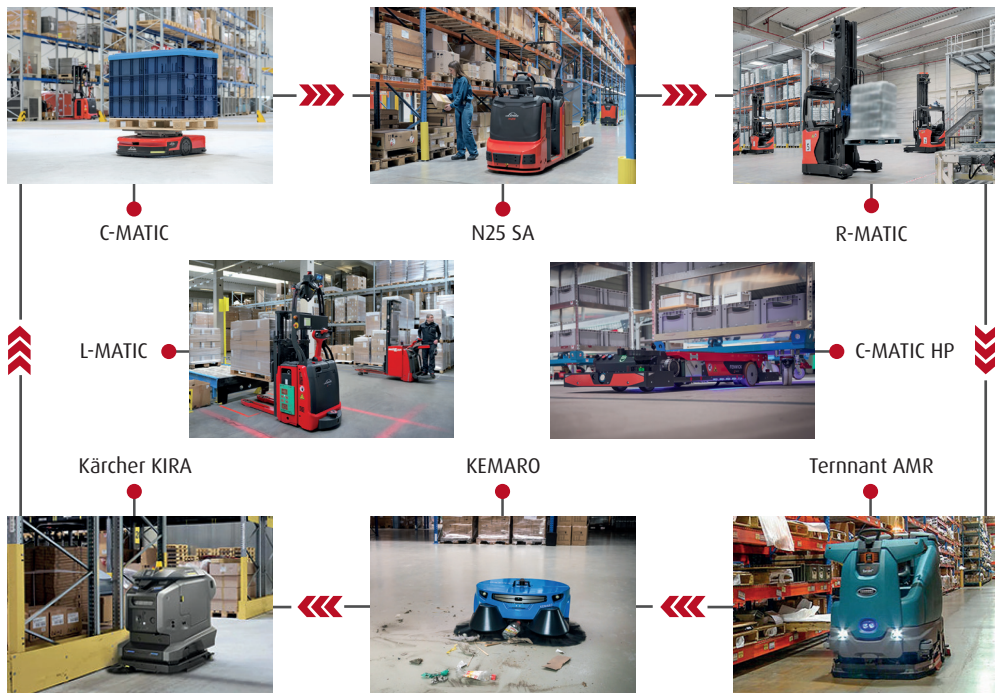 C-MATIC
N25 SA
R-MATIC
L-MATIC
C-MATIC HP
Kärcher KIRA
KEMARO
Ternnant AMR